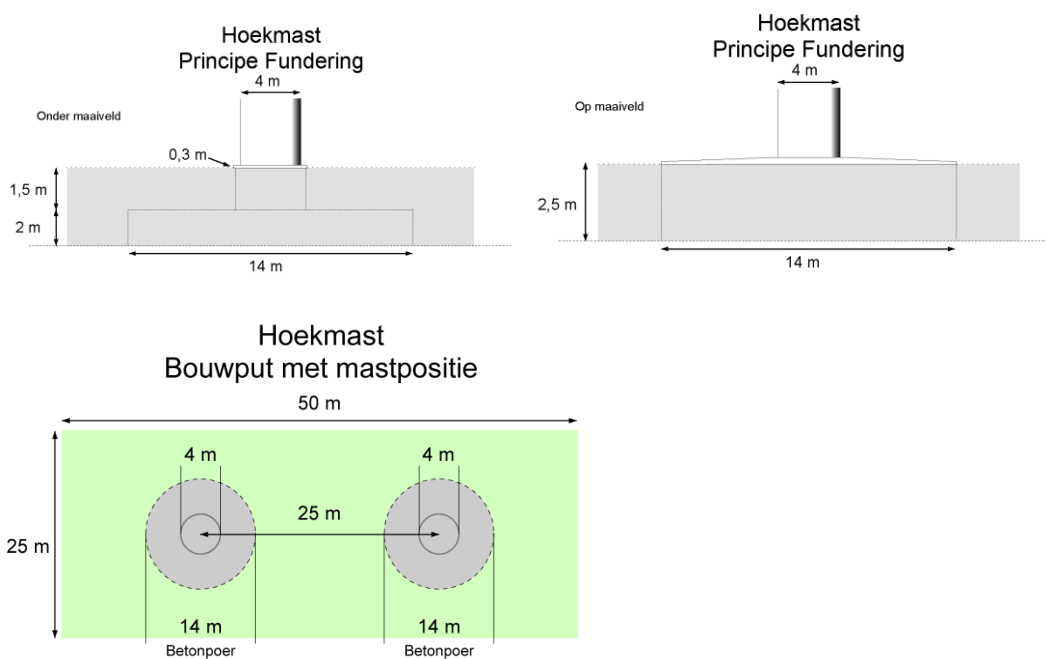 Hoekmast
Principe Fundering
4 m
Onder maaiveld
0,3 m
1,5 m
2 m
14 m
Hoekmast
Principe Fundering
4 m
Op maaiveld
2,5 m
14 m
Hoekmast
Bouwput met mastpositie
50 m
4 m
4 m
25 m
25 m
14 m
14 m
Betonpoer
Betonpoer